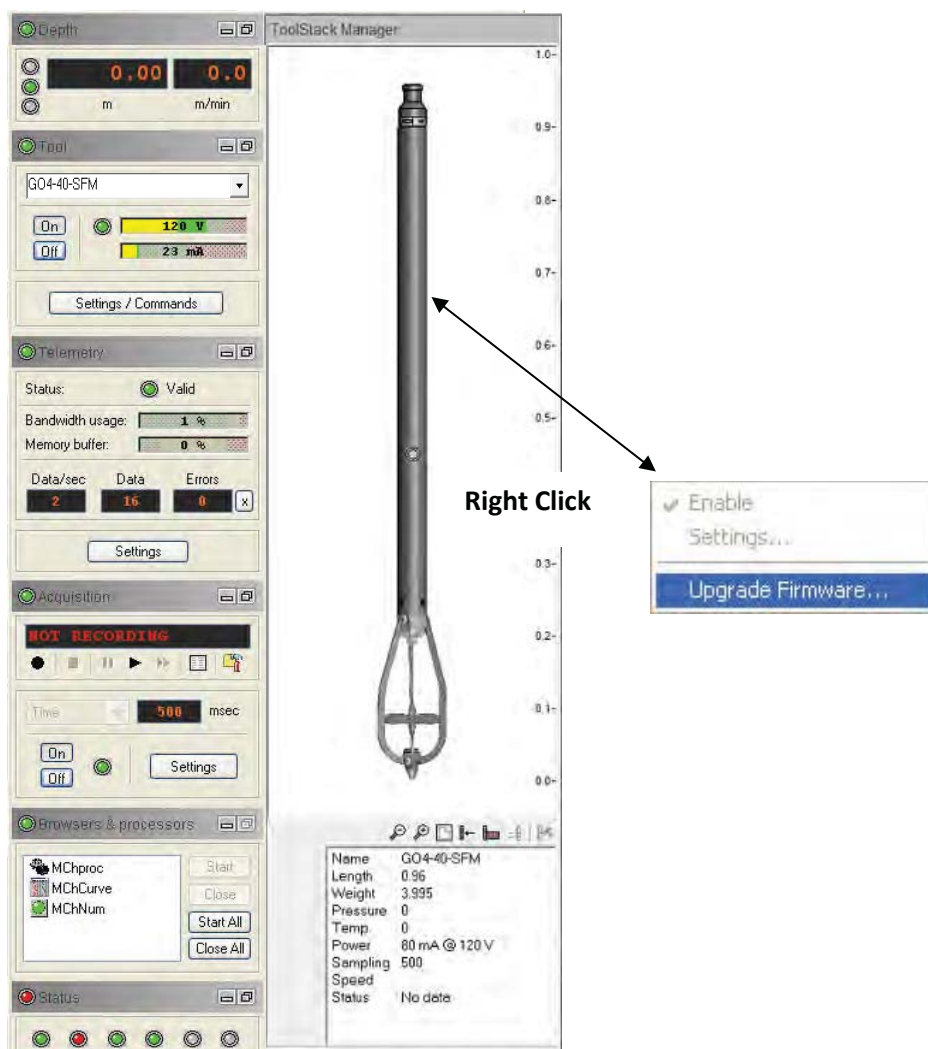 Depth
0.00 0.0
m m/min
Tool
GO4-40-SFM
On 120 V
Off 23 mA
Settings / Commands
Telemetry
Status: Valid
Bandwidth usage: 1 %
Memory buffer: 0 %
Data/sec Data Errors
2 16 0 x
Settings
Acquisition
NOT RECORDING
Time 500 msec
On
Off
Settings
Browsers & processors
MChproc
MChCurve
MChNum
Start
Close
Start All
Close All
Status
ToolStack Manager
1.0-
0.9-
0.8-
0.7-
0.6-
0.5-
0.3-
0.2-
0.1-
0.0-
Right Click
Enable
Settings...
Upgrade Firmware...
Name GO4-40-SFM
Length 0.96
Weight 3.995
Pressure 0
Temp. 0
Power 80 mA @ 120 V
Sampling 500
Speed
Status No data